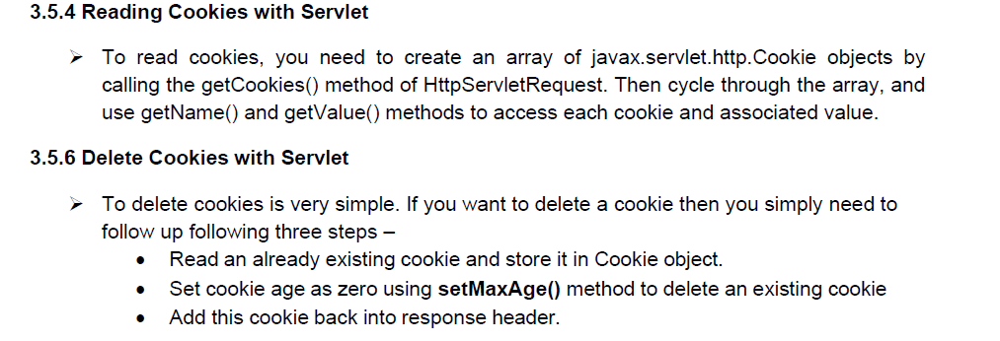 3.5.4 Reading Cookies with Servlet
➢ To read cookies, you need to create an array of javax.servlet.http.Cookie objects by
calling the getCookies() method of HttpServletRequest. Then cycle through the array, and
use getName() and getValue() methods to access each cookie and associated value.
3.5.6 Delete Cookies with Servlet
➢ To delete cookies is very simple. If you want to delete a cookie then you simply need to
follow up following three steps –
• Read an already existing cookie and store it in Cookie object.
• Set cookie age as zero using setMaxAge() method to delete an existing cookie
• Add this cookie back into response header.